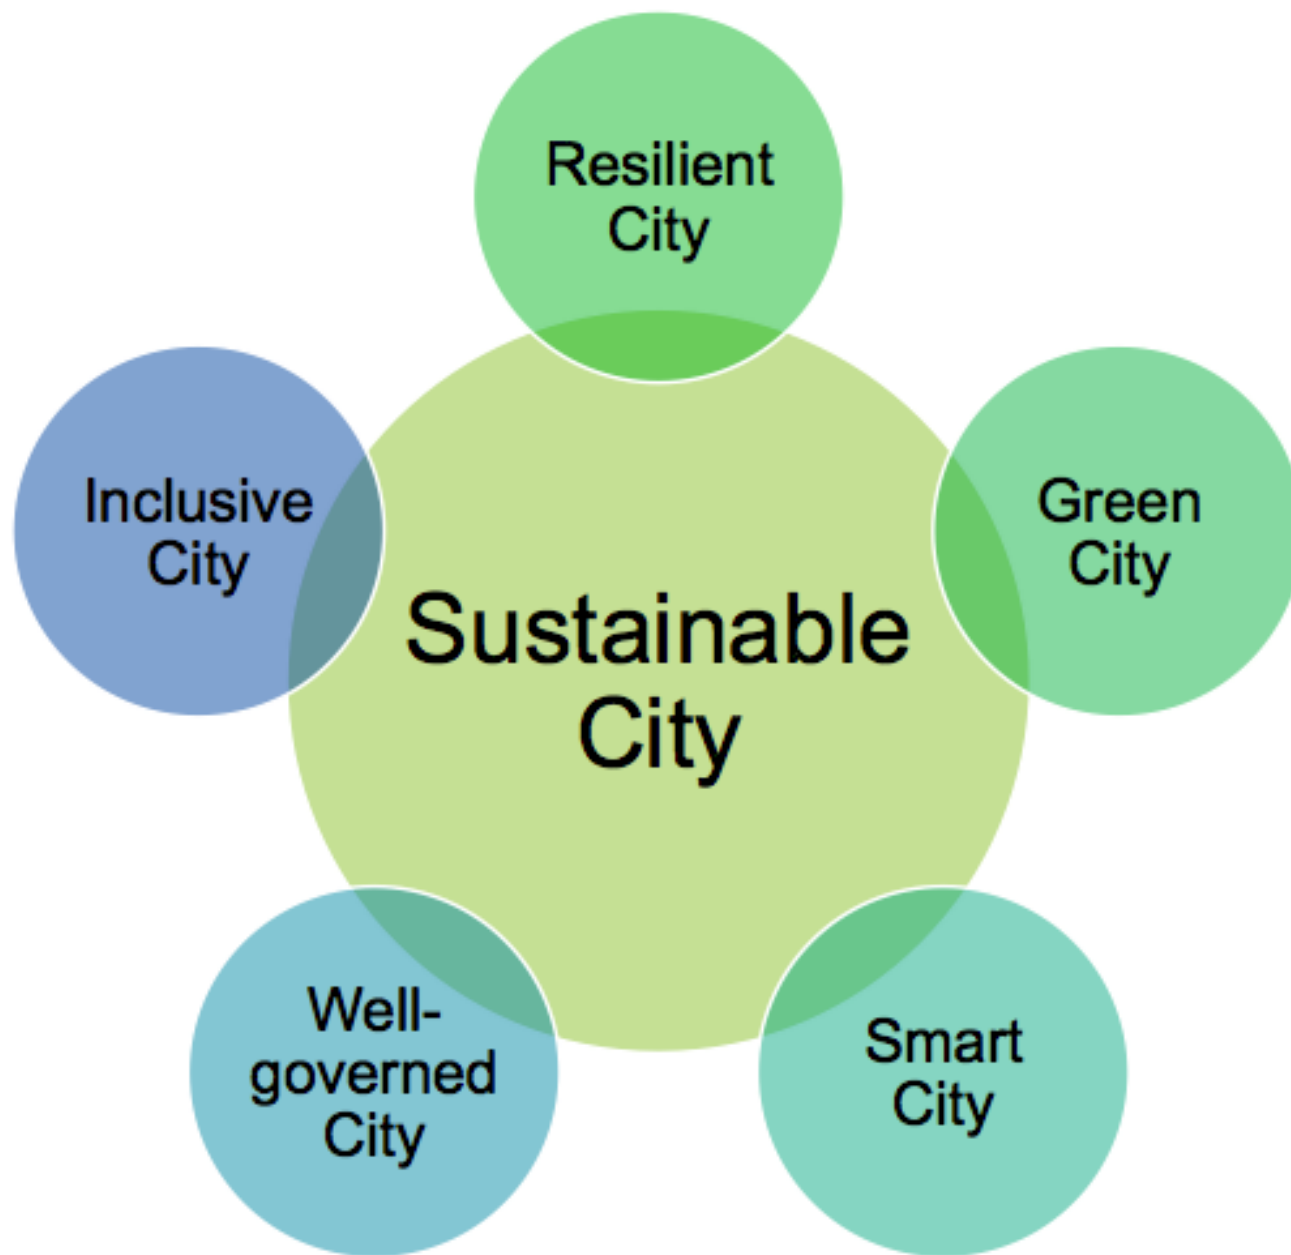 Resilient
City
Inclusive
City
Green
City
Sustainable
City
Well-
governed
City
Smart
City